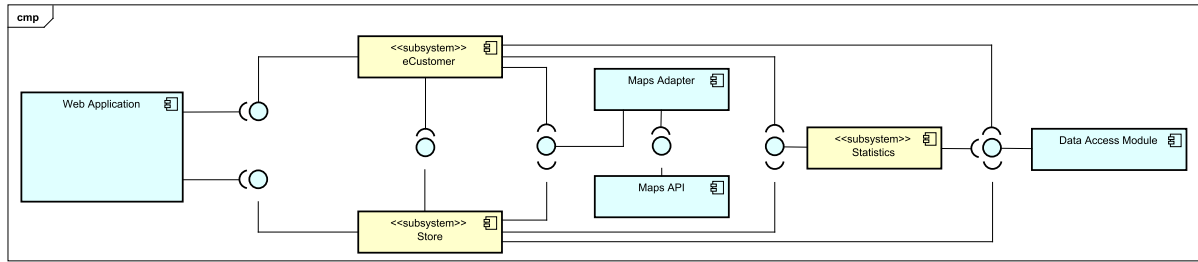 cmp
<<subsystem>>
eCustomer
Web Application
Maps Adapter
<<subsystem>>
Statistics
Data Access Module
Maps API
<<subsystem>>
Store